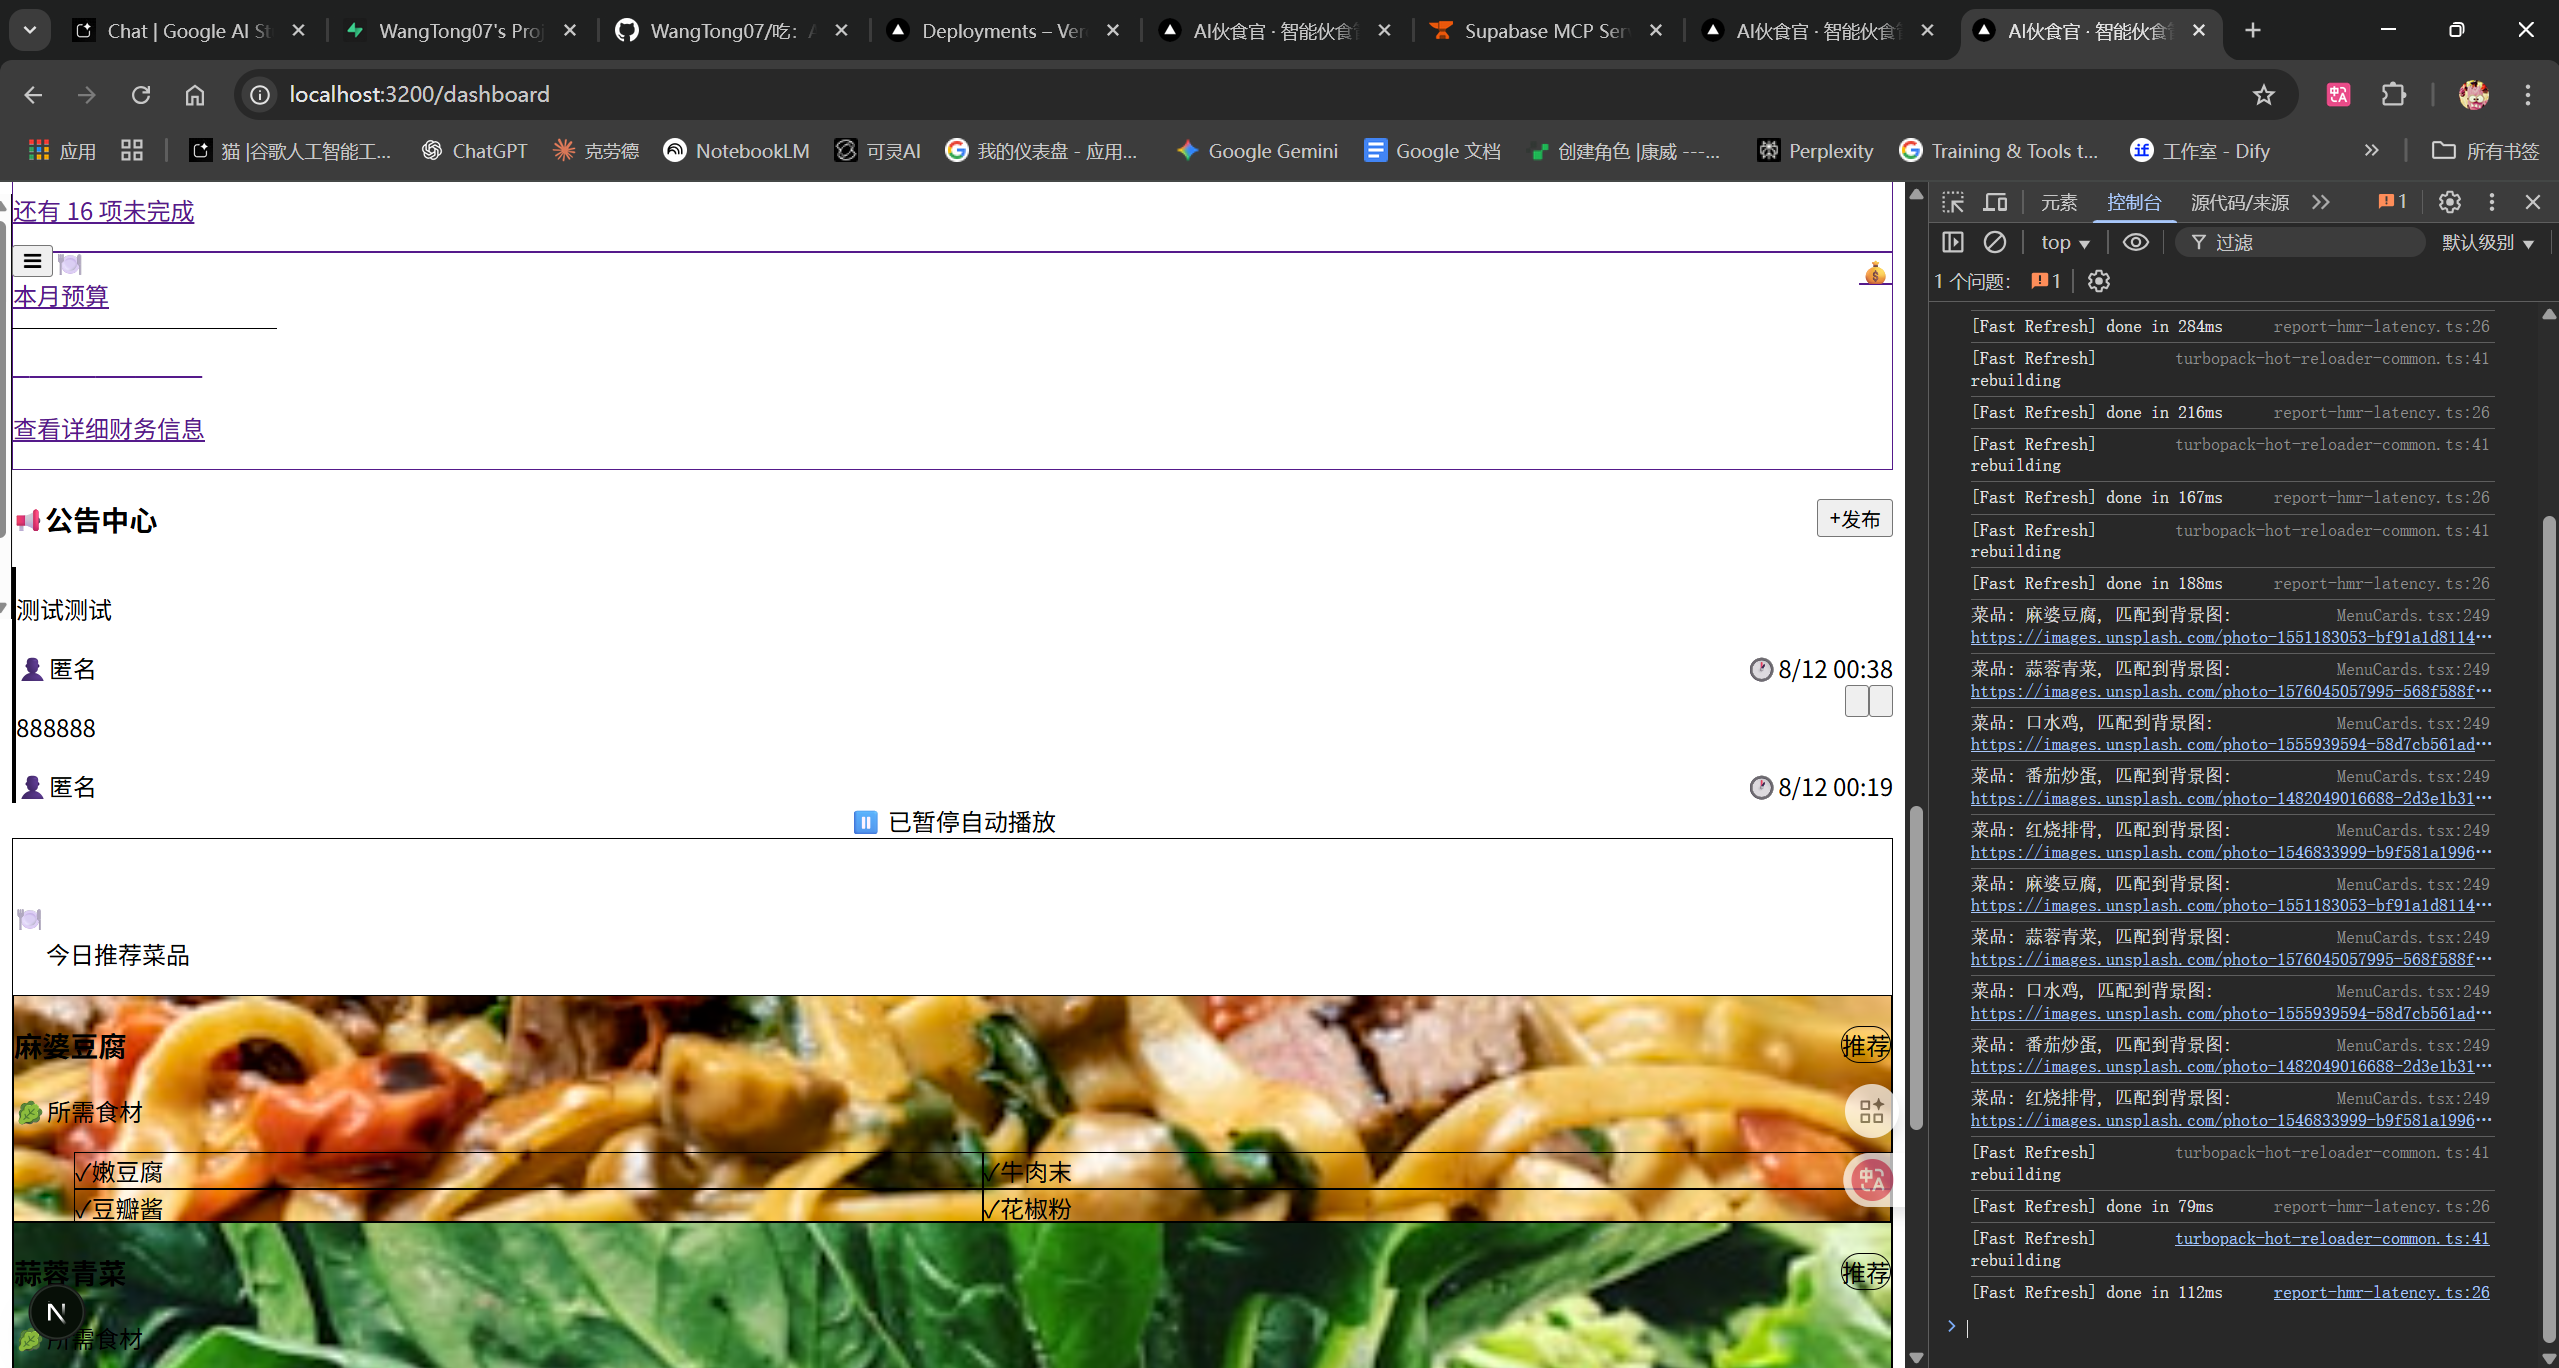 Chat | Google AI St
WangTong07's Proj
WangTong07/吃: A
Deployments – Ver
AI伙食官 · 智能伙食管
Supabase MCP Serv
AI伙食官 · 智能伙食管
AI伙食官 · 智能伙食管
localhost:3200/dashboard
应用
猫 |谷歌人工智能工...
ChatGPT
克劳德
NotebookLM
可灵AI
我的仪表盘 - 应用...
Google Gemini
Google 文档
创建角色 |康威 ---...
Perplexity
Training & Tools t...
工作室 - Dify
所有书签
还有 16 项未完成
本月预算
查看详细财务信息
公告中心
+发布
测试测试
匿名
8/12 00:38
888888
匿名
8/12 00:19
已暂停自动播放
今日推荐菜品
麻婆豆腐
推荐
所需食材
✓嫩豆腐
✓牛肉末
✓豆瓣酱
✓花椒粉
蒜蓉青菜
推荐
所需食材
N
元素
控制台
源代码/来源
1
top
过滤
默认级别
1 个问题:
1
[Fast Refresh] done in 284ms report-hmr-latency.ts:26
[Fast Refresh] turbopack-hot-reloader-common.ts:41
rebuilding
[Fast Refresh] done in 216ms report-hmr-latency.ts:26
[Fast Refresh] turbopack-hot-reloader-common.ts:41
rebuilding
[Fast Refresh] done in 167ms report-hmr-latency.ts:26
[Fast Refresh] turbopack-hot-reloader-common.ts:41
rebuilding
[Fast Refresh] done in 188ms report-hmr-latency.ts:26
菜品: 麻婆豆腐, 匹配到背景图: MenuCards.tsx:249
https://images.unsplash.com/photo-1551183053-bf91a1d8114…
菜品: 蒜蓉青菜, 匹配到背景图: MenuCards.tsx:249
https://images.unsplash.com/photo-1576045057995-568f588f…
菜品: 口水鸡, 匹配到背景图: MenuCards.tsx:249
https://images.unsplash.com/photo-1555939594-58d7cb561ad…
菜品: 番茄炒蛋, 匹配到背景图: MenuCards.tsx:249
https://images.unsplash.com/photo-1482049016688-2d3e1b31…
菜品: 红烧排骨, 匹配到背景图: MenuCards.tsx:249
https://images.unsplash.com/photo-1546833999-b9f581a1996…
菜品: 麻婆豆腐, 匹配到背景图: MenuCards.tsx:249
https://images.unsplash.com/photo-1551183053-bf91a1d8114…
菜品: 蒜蓉青菜, 匹配到背景图: MenuCards.tsx:249
https://images.unsplash.com/photo-1576045057995-568f588f…
菜品: 口水鸡, 匹配到背景图: MenuCards.tsx:249
https://images.unsplash.com/photo-1555939594-58d7cb561ad…
菜品: 番茄炒蛋, 匹配到背景图: MenuCards.tsx:249
https://images.unsplash.com/photo-1482049016688-2d3e1b31…
菜品: 红烧排骨, 匹配到背景图: MenuCards.tsx:249
https://images.unsplash.com/photo-1546833999-b9f581a1996…
[Fast Refresh] turbopack-hot-reloader-common.ts:41
rebuilding
[Fast Refresh] done in 79ms report-hmr-latency.ts:26
[Fast Refresh] turbopack-hot-reloader-common.ts:41
rebuilding
[Fast Refresh] done in 112ms report-hmr-latency.ts:26